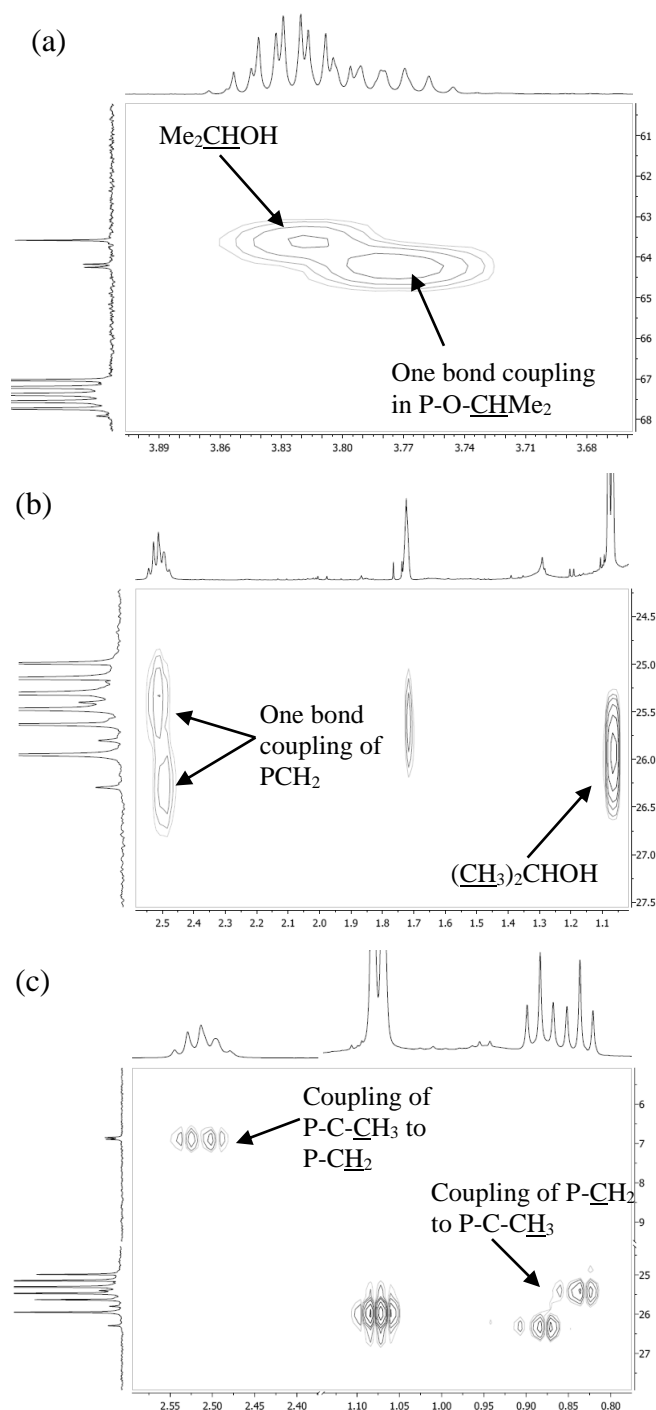 (a)
Me₂CHOH
One bond coupling
in P-O-CHMe₂
61
62
63
64
65
66
67
68
3.89 3.86 3.83 3.80 3.77 3.74 3.71 3.68
(b)
One bond
coupling of
PCH₂
(CH₃)₂CHOH
24.5
25.0
25.5
26.0
26.5
27.0
27.5
2.5 2.4 2.3 2.2 2.1 2.0 1.9 1.8 1.7 1.6 1.5 1.4 1.3 1.2 1.1
(c)
Coupling of
P-C-CH₃ to
P-CH₂
Coupling of P-CH₂
to P-C-CH₃
6
7
8
9
25
26
27
2.55 2.50 2.45 2.40 1.10 1.05 1.00 0.95 0.90 0.85 0.80